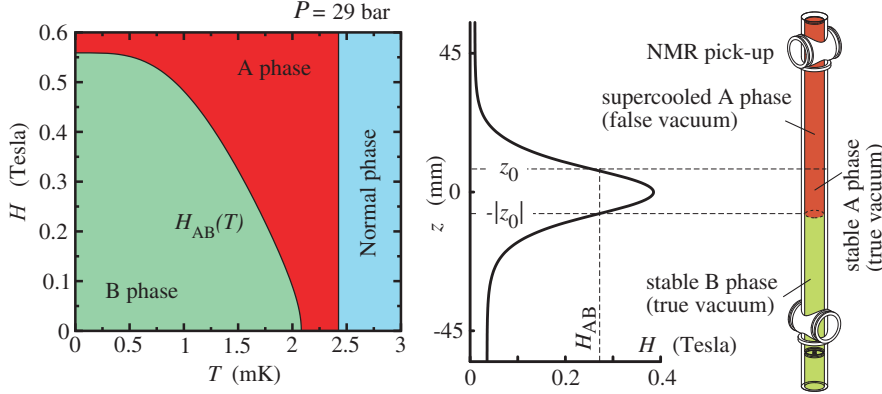 P = 29 bar
H (Tesla)
0.6
0.5
0.4
0.3
0.2
0.1
0
A phase
Normal phase
H_AB(T)
B phase
0 0.5 1 1.5 2 2.5 3
T (mK)
z (mm)
45
0
-45
z_0
-|z_0|
H_AB
H (Tesla)
0 0.2 0.4
NMR pick-up
supercooled A phase
(false vacuum)
stable A phase
(true vacuum)
stable B phase
(true vacuum)